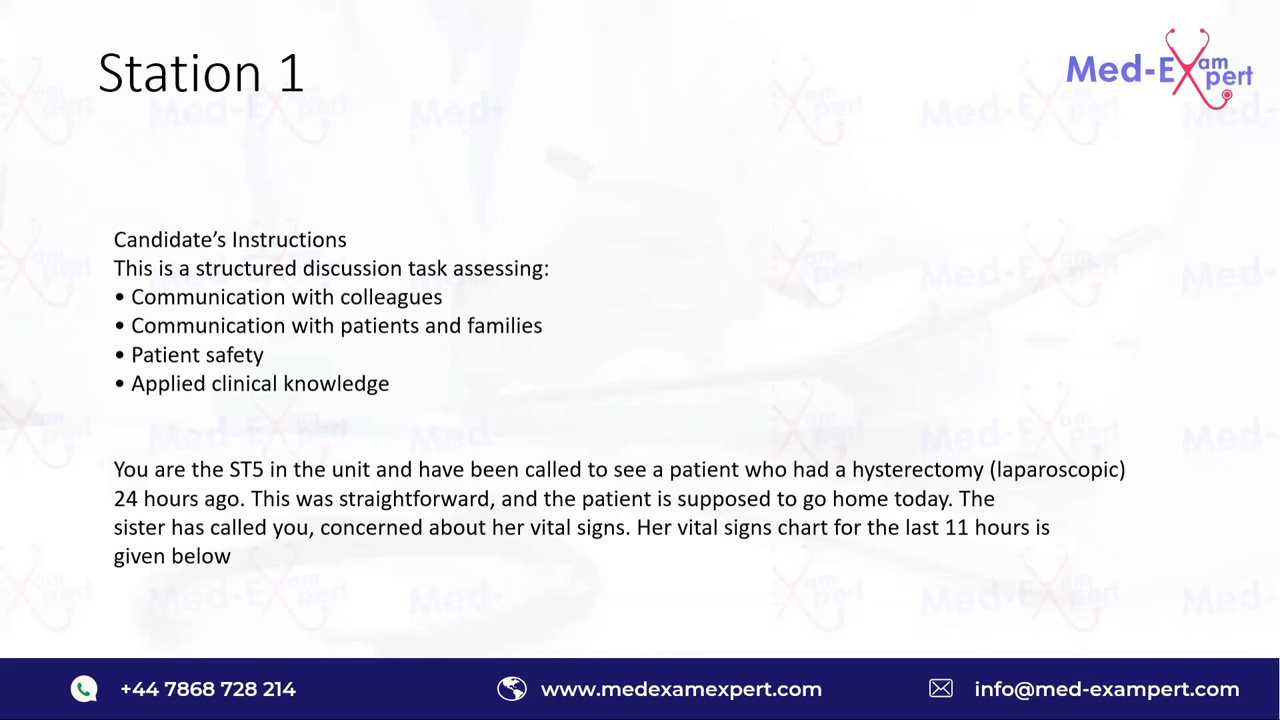 Station 1
Med-Exam
pert
Candidate’s Instructions
This is a structured discussion task assessing:
• Communication with colleagues
• Communication with patients and families
• Patient safety
• Applied clinical knowledge
You are the ST5 in the unit and have been called to see a patient who had a hysterectomy (laparoscopic)
24 hours ago. This was straightforward, and the patient is supposed to go home today. The
sister has called you, concerned about her vital signs. Her vital signs chart for the last 11 hours is
given below
+44 7868 728 214
www.medexamexpert.com
info@med-exampert.com